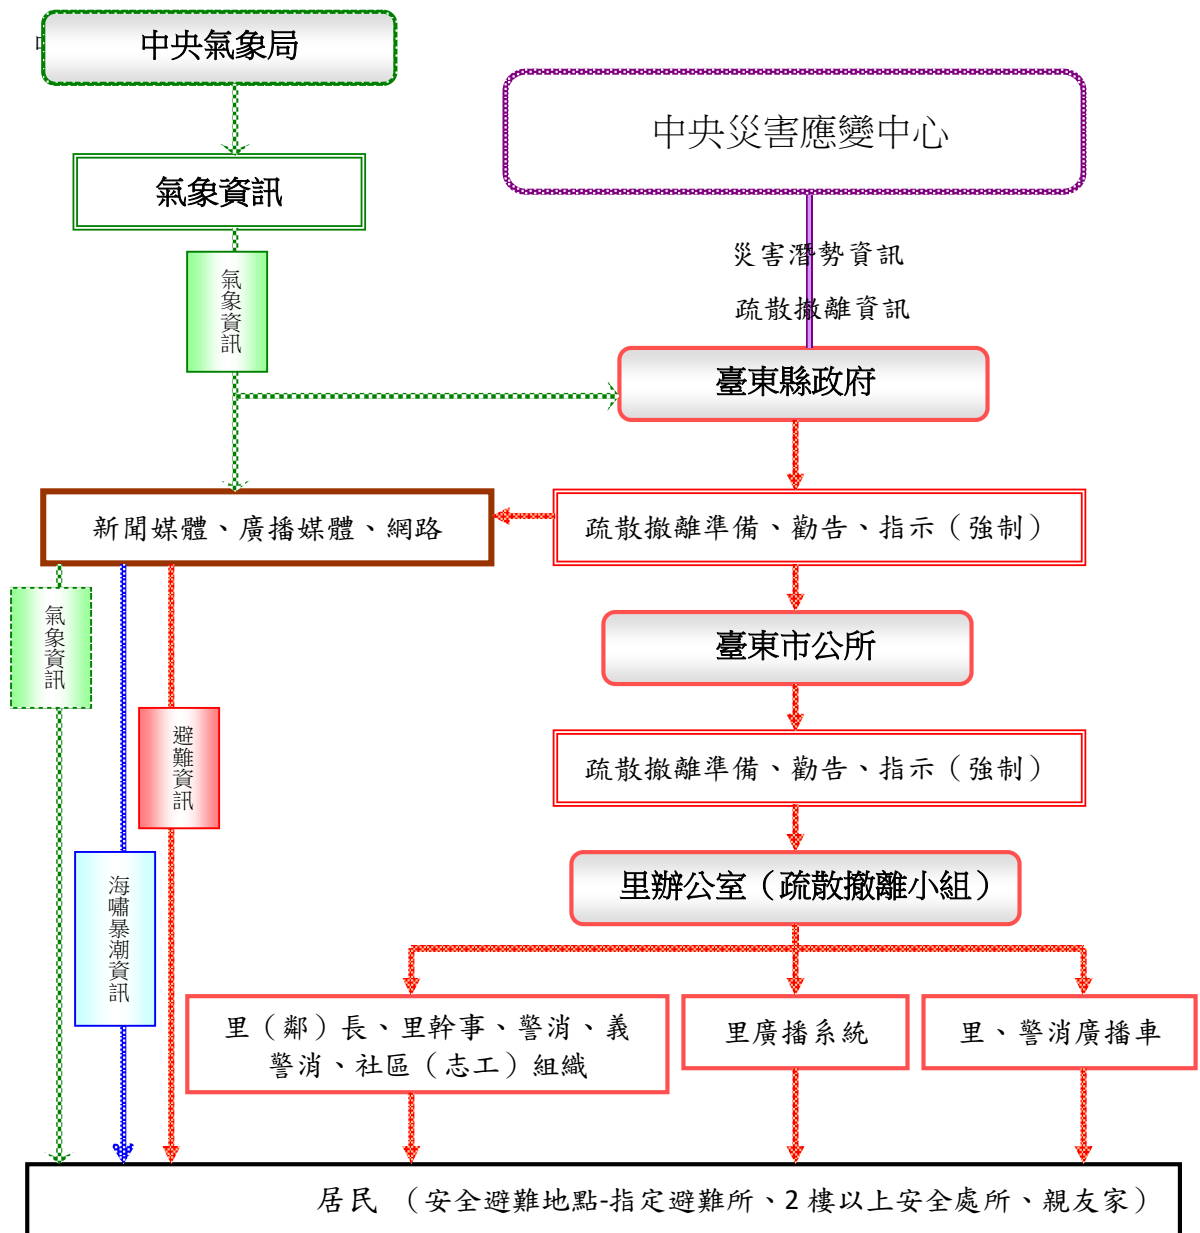 中央氣象局
中央災害應變中心
氣象資訊
災害潛勢資訊
氣象資訊
疏散撤離資訊
臺東縣政府
新聞媒體、廣播媒體、網路
疏散撤離準備、勸告、指示（強制）
氣象資訊
臺東市公所
避難資訊
疏散撤離準備、勸告、指示（強制）
海嘯暴潮資訊
里辦公室（疏散撤離小組）
里（鄰）長、里幹事、警消、義
警消、社區（志工）組織
里廣播系統
里、警消廣播車
居民 （安全避難地點-指定避難所、2 樓以上安全處所、親友家）